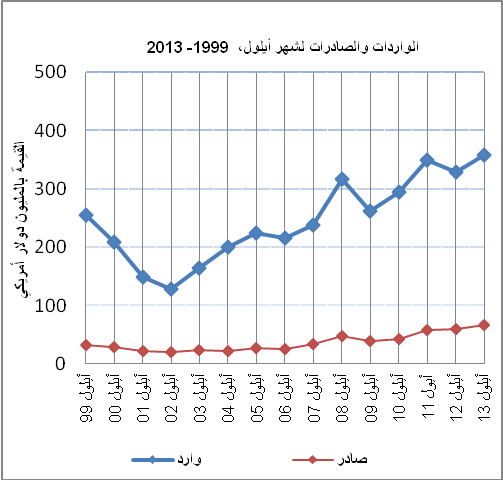 الواردات والصادرات لشهر أيلول، 1999- 2013
القيمة بالمليون دولار أمريكي
500
400
300
200
100
0
أيلول 99
أيلول 00
أيلول 01
أيلول 02
أيلول 03
أيلول 04
أيلول 05
أيلول 06
أيلول 07
أيلول 08
أيلول 09
أيلول 10
أيول 11
أيلول 12
أيلول 13
وارد
صادر